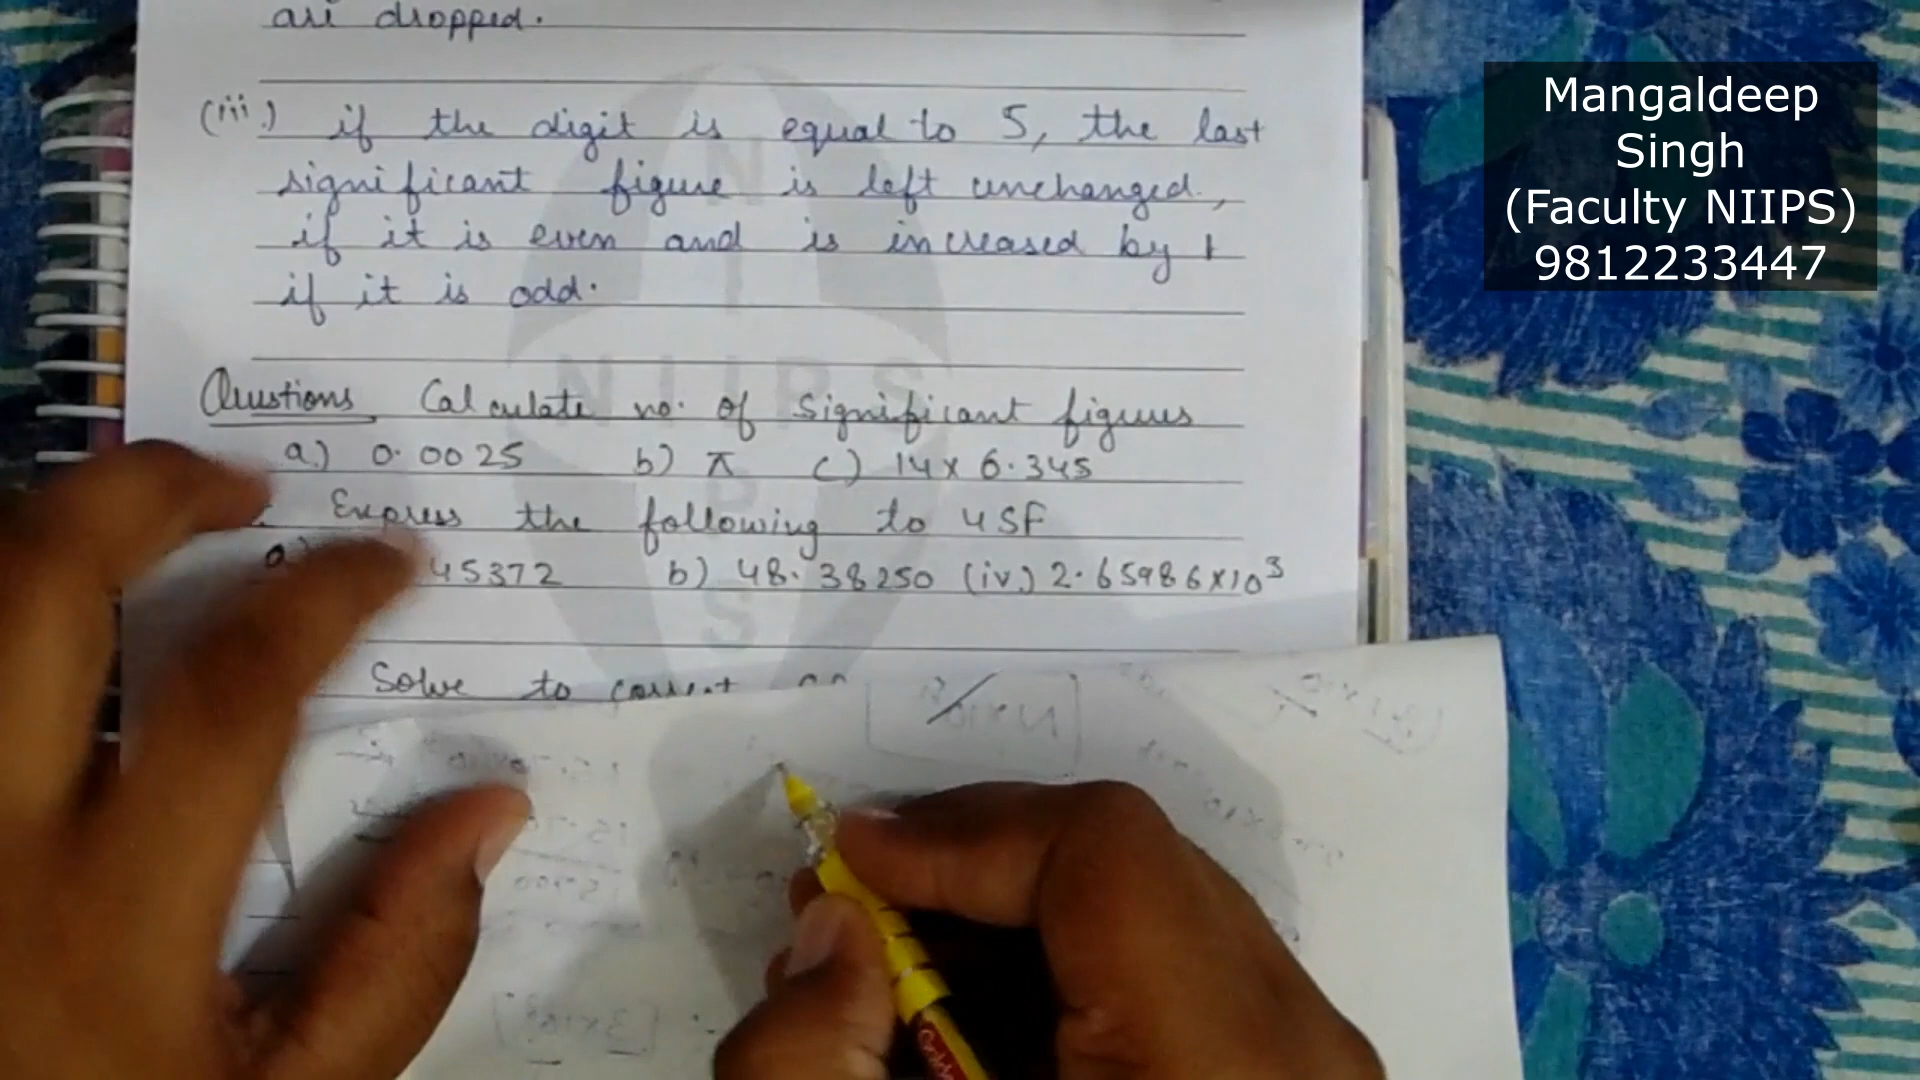 are dropped.
(iii.) if the digit is equal to 5, the last
significant figure is left unchanged,
if it is even and is increased by 1
if it is odd.
Questions. Calculate no. of significant figures
a.) 0.0025 b) π c) 14 x 6.345
Express the following to 4SF
a) 45372 b) 48.38250 (iv.) 2.65986x10³
Solve to correct
NIIPS
NIIPS
Mangaldeep
Singh
(Faculty NIIPS)
9812233447